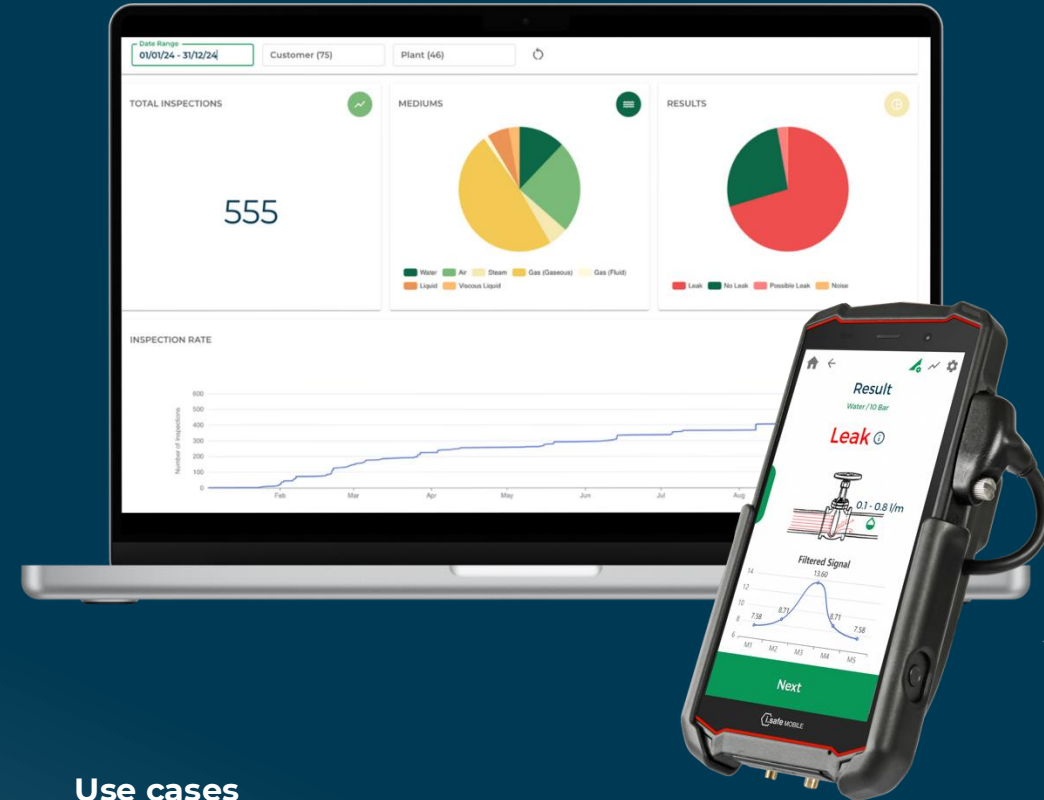 Date Range
01/01/24 - 31/12/24
Customer (75)
Plant (46)
TOTAL INSPECTIONS
MEDIUMS
RESULTS
555
Water Air Steam Gas (Gaseous) Gas (Fluid)
Liquid Viscous Liquid
Leak No Leak Possible Leak Noise
INSPECTION RATE
Number of Inspections
600
500
400
300
200
100
0
Feb Mar Apr May Jun Jul Aug
Result
Water / 10 Bar
Leak
0.1 - 0.8 l/m
Filtered Signal
14
12
10
8
6
7.58 8.71 13.60 8.71 7.58
M1 M2 M3 M4 M5
Next
i.safe MOBILE
Use cases